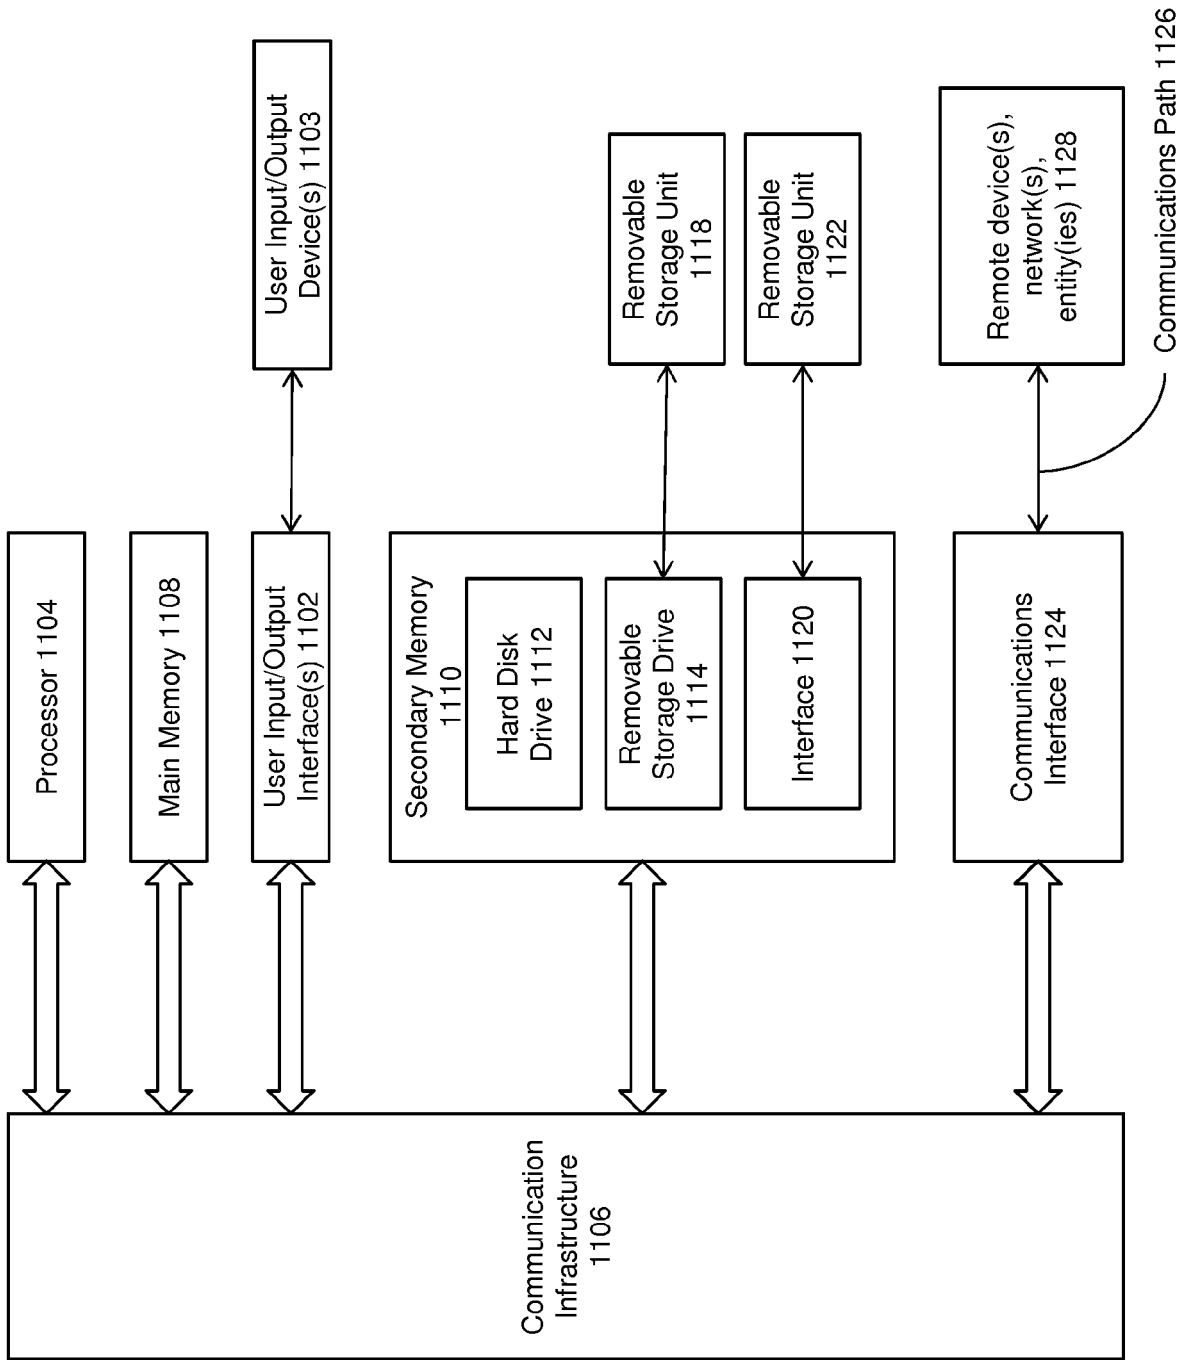 Processor 1104
Main Memory 1108
User Input/Output
Interface(s) 1102
User Input/Output
Device(s) 1103
Secondary Memory
1110
Hard Disk
Drive 1112
Removable
Storage Drive
1114
Removable
Storage Unit
1118
Interface 1120
Removable
Storage Unit
1122
Communications
Interface 1124
Remote device(s),
network(s),
entity(ies) 1128
Communications Path 1126
Communication
Infrastructure
1106